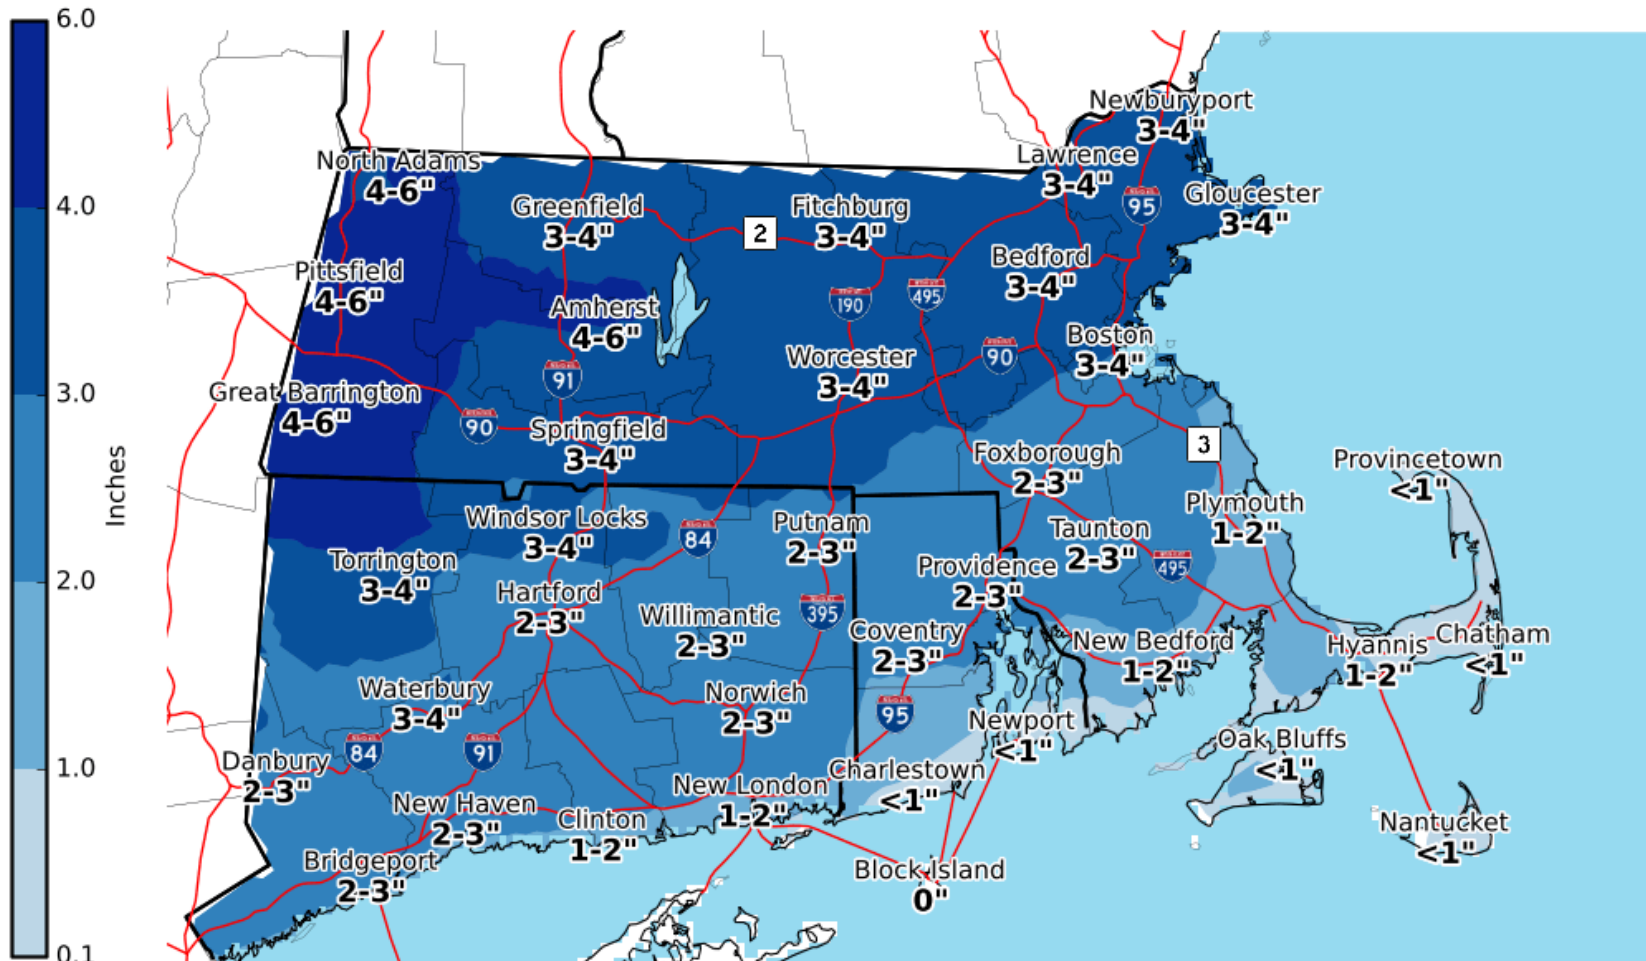 6.0
4.0
3.0
2.0
1.0
0.1
Inches
Newburyport
3-4"
North Adams
4-6"
Lawrence
3-4"
95
Gloucester
3-4"
Greenfield
3-4"
2
Fitchburg
3-4"
Bedford
3-4"
Pittsfield
4-6"
190
495
Amherst
4-6"
Boston
3-4"
Worcester
3-4"
90
91
Great Barrington
4-6"
90
Springfield
3-4"
3
Foxborough
2-3"
Provincetown
<1"
Plymouth
1-2"
Windsor Locks
3-4"
84
Putnam
2-3"
Taunton
2-3"
495
Torrington
3-4"
Providence
2-3"
Hartford
2-3"
395
Willimantic
2-3"
Coventry
2-3"
New Bedford
1-2"
Hyannis
1-2"
Chatham
<1"
Waterbury
3-4"
Norwich
2-3"
95
Newport
<1"
84
91
Oak Bluffs
<1"
Danbury
2-3"
Charlestown
<1"
New London
1-2"
New Haven
2-3"
Clinton
1-2"
Nantucket
<1"
Bridgeport
2-3"
Block Island
0"